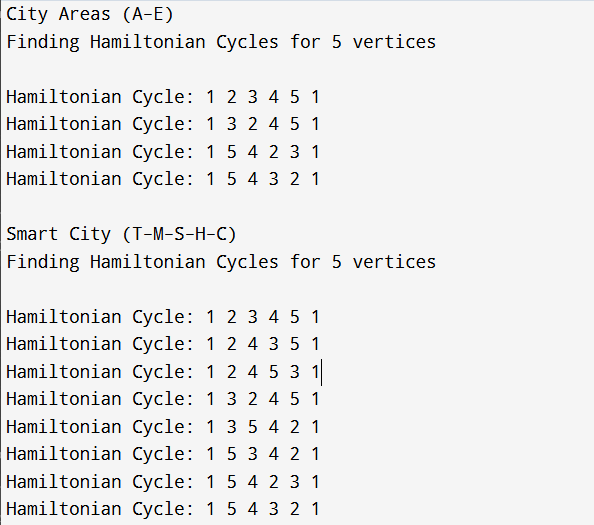 City Areas (A-E)
Finding Hamiltonian Cycles for 5 vertices
Hamiltonian Cycle: 1 2 3 4 5 1
Hamiltonian Cycle: 1 3 2 4 5 1
Hamiltonian Cycle: 1 5 4 2 3 1
Hamiltonian Cycle: 1 5 4 3 2 1
Smart City (T-M-S-H-C)
Finding Hamiltonian Cycles for 5 vertices
Hamiltonian Cycle: 1 2 3 4 5 1
Hamiltonian Cycle: 1 2 4 3 5 1
Hamiltonian Cycle: 1 2 4 5 3 1
Hamiltonian Cycle: 1 3 2 4 5 1
Hamiltonian Cycle: 1 3 5 4 2 1
Hamiltonian Cycle: 1 5 3 4 2 1
Hamiltonian Cycle: 1 5 4 2 3 1
Hamiltonian Cycle: 1 5 4 3 2 1